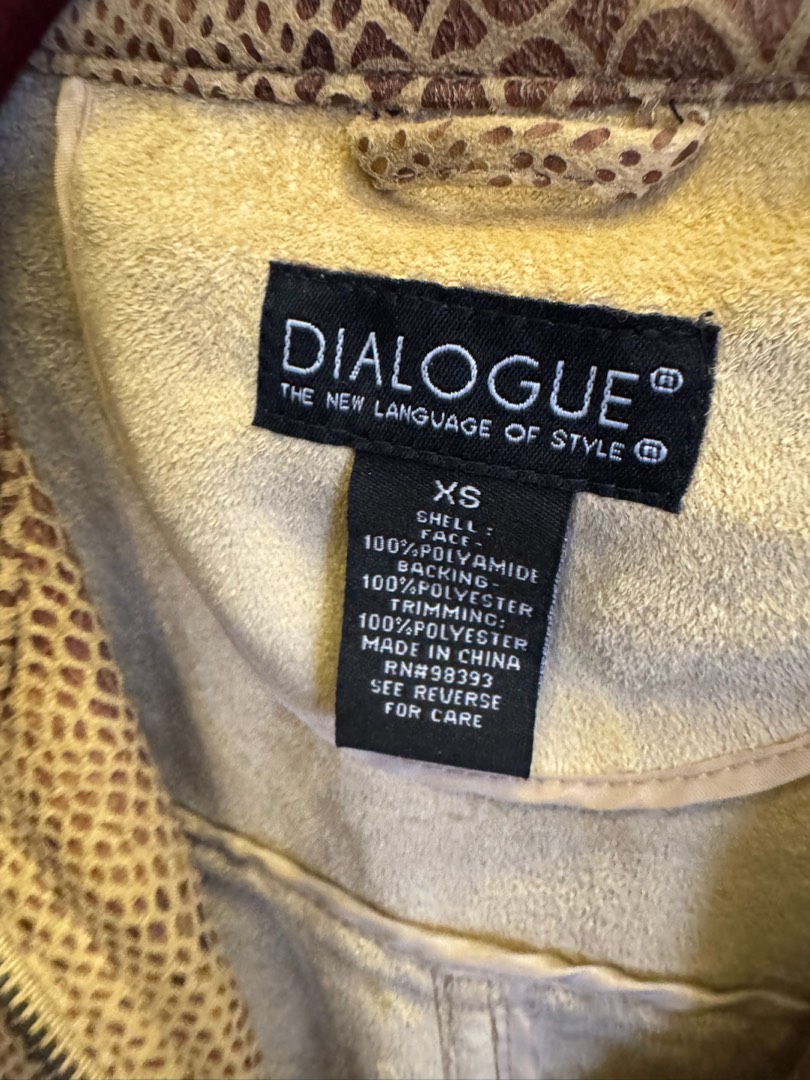 DIALOGUE®
THE NEW LANGUAGE OF STYLE®
XS
SHELL:
FACE-
100%POLYAMIDE
BACKING-
100%POLYESTER
TRIMMING:
100%POLYESTER
MADE IN CHINA
RN#98393
SEE REVERSE
FOR CARE